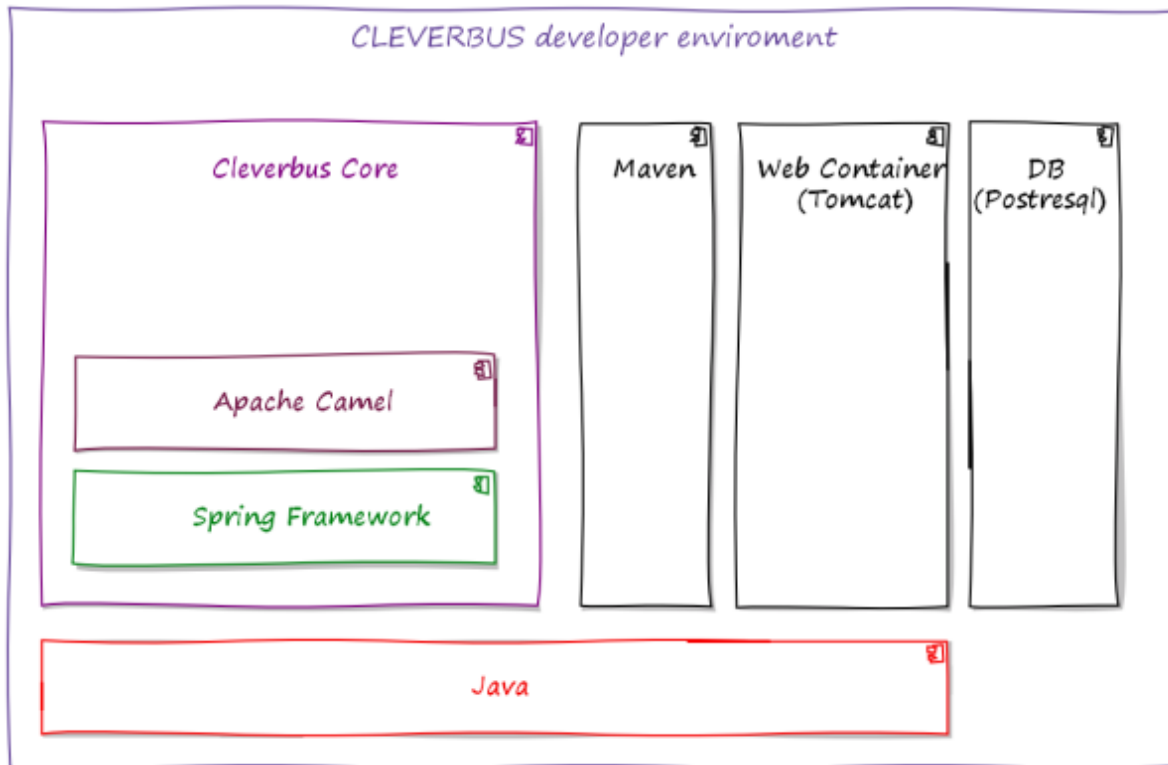 CLEVERBUS developer enviroment
Cleverbus Core
Maven
Web Container
(Tomcat)
DB
(Postresql)
Apache Camel
Spring Framework
Java